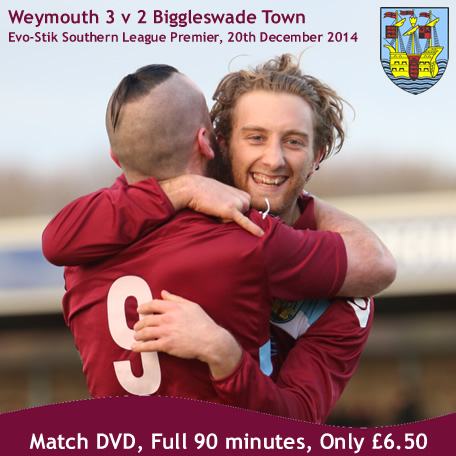 Weymouth 3 v 2 Biggleswade Town
Evo-Stik Southern League Premier, 20th December 2014
9
Match DVD, Full 90 minutes, Only £6.50